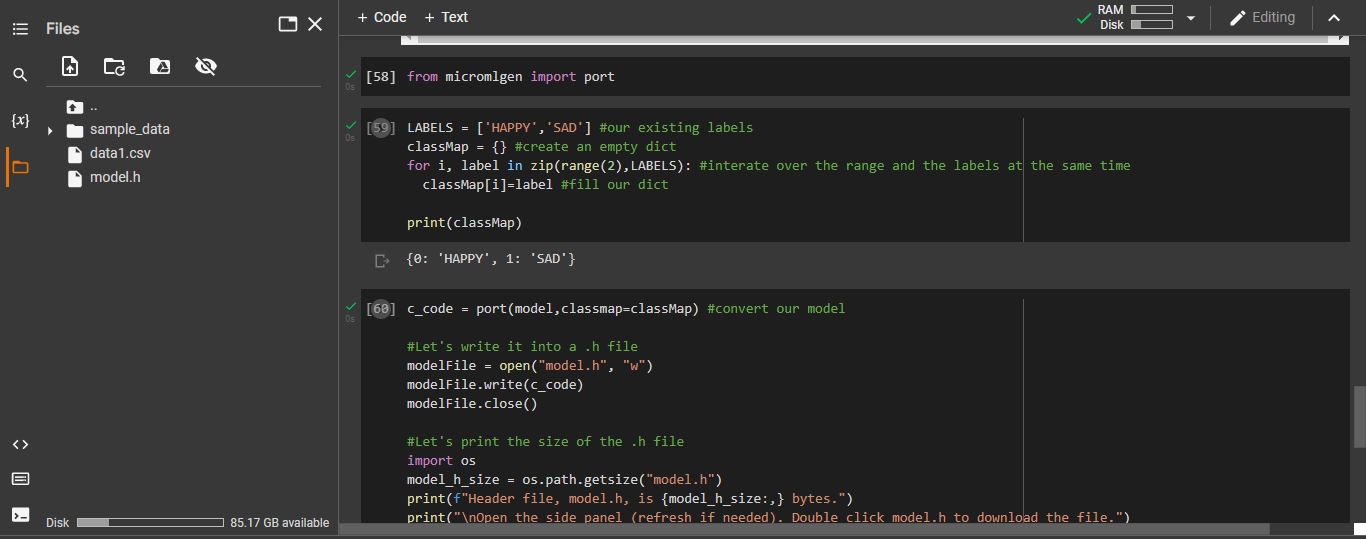 Files
..
sample_data
data1.csv
model.h
Disk 85.17 GB available
+ Code + Text
RAM
Disk
Editing
[58] from micromlgen import port
0s
[59] LABELS = ['HAPPY','SAD'] #our existing labels
0s
classMap = {} #create an empty dict
for i, label in zip(range(2),LABELS): #interate over the range and the labels at the same time
classMap[i]=label #fill our dict
print(classMap)
{0: 'HAPPY', 1: 'SAD'}
[60] c_code = port(model,classmap=classMap) #convert our model
0s
#Let's write it into a .h file
modelFile = open("model.h", "w")
modelFile.write(c_code)
modelFile.close()
#Let's print the size of the .h file
import os
model_h_size = os.path.getsize("model.h")
print(f"Header file, model.h, is {model_h_size:,} bytes.")
print("\nOpen the side panel (refresh if needed). Double click model.h to download the file.")